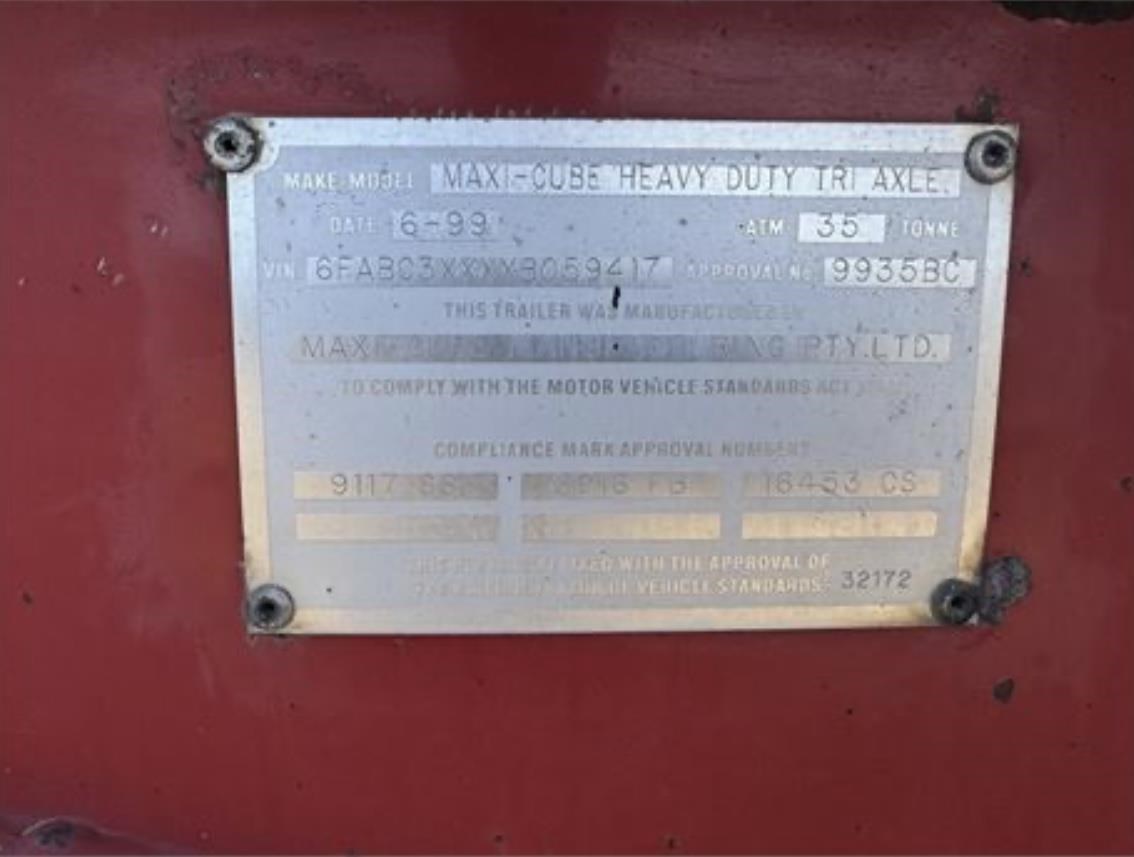 MAKE-MODEL MAXI-CUBE HEAVY DUTY TRI AXLE.
DATE 6-99 ATM 35 TONNE
VIN 6FABC3XXXXB059417 APPROVAL No. 9935BC
THIS TRAILER WAS MANUFACTURED BY
PTY.LTD.
TO COMPLY WITH THE MOTOR VEHICLE STANDARDS ACT
COMPLIANCE MARK APPROVAL NUMBERS
9117 16453 CS
WITH THE APPROVAL OF
VEHICLE STANDARDS: 32172